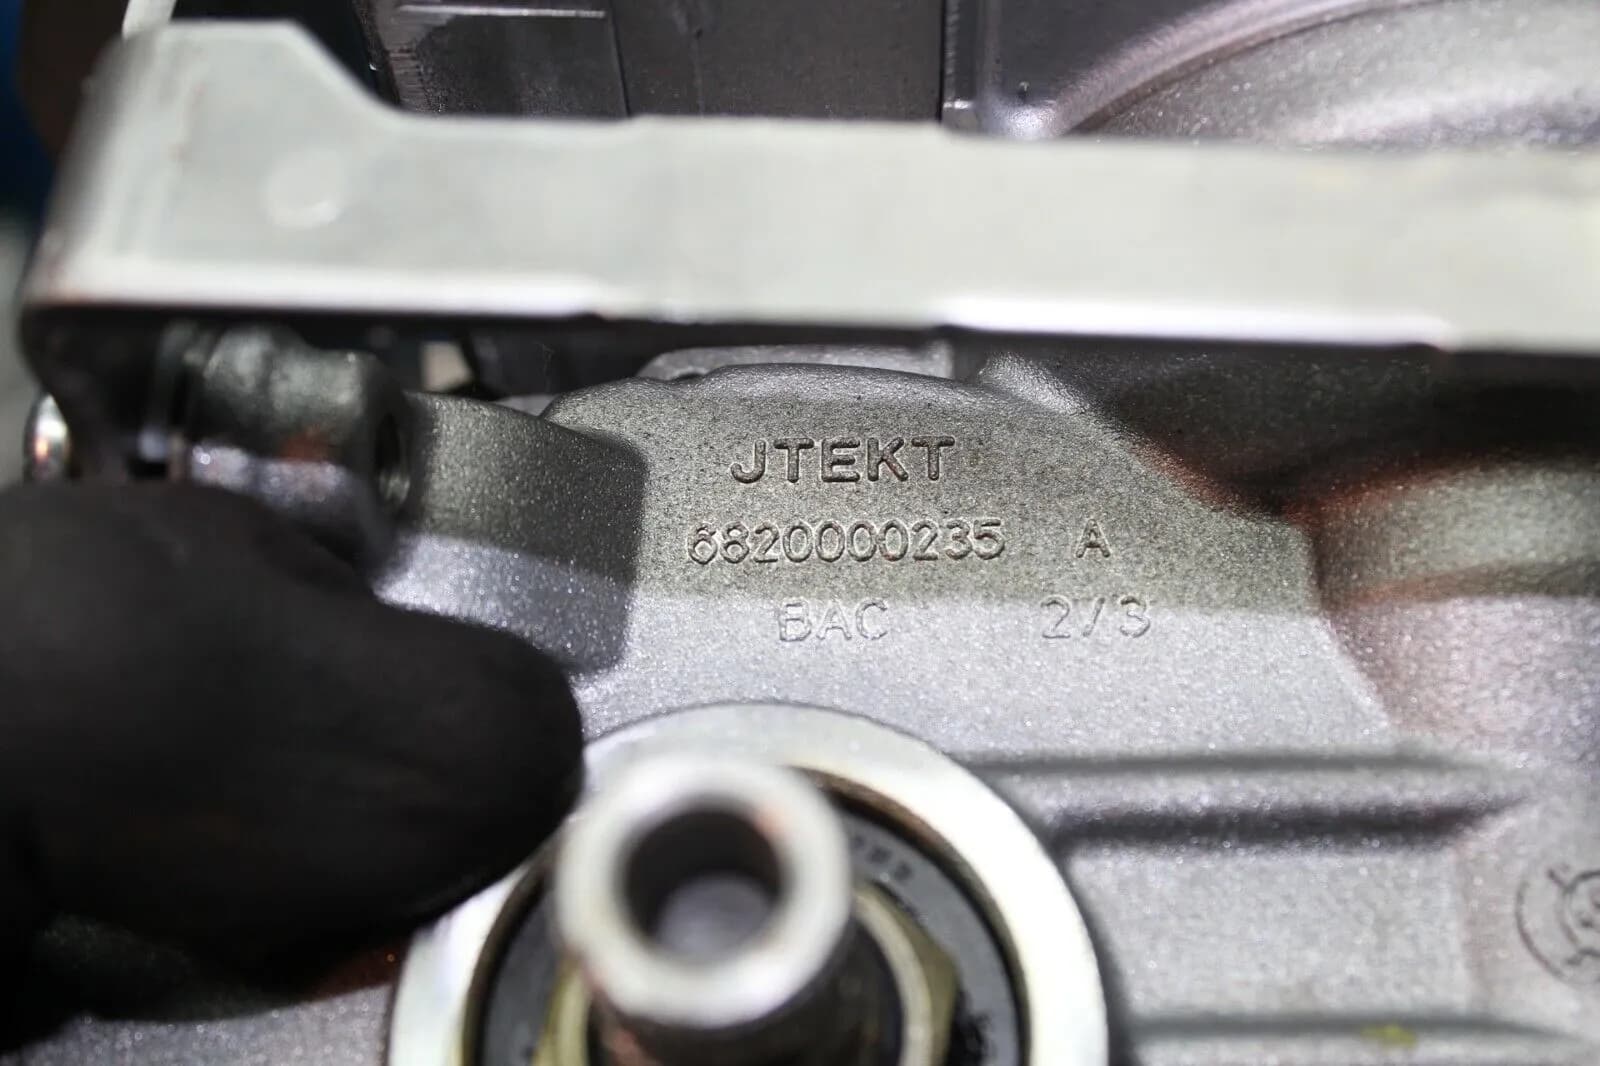 JTEKT
6820000235 A
BAC 2/3